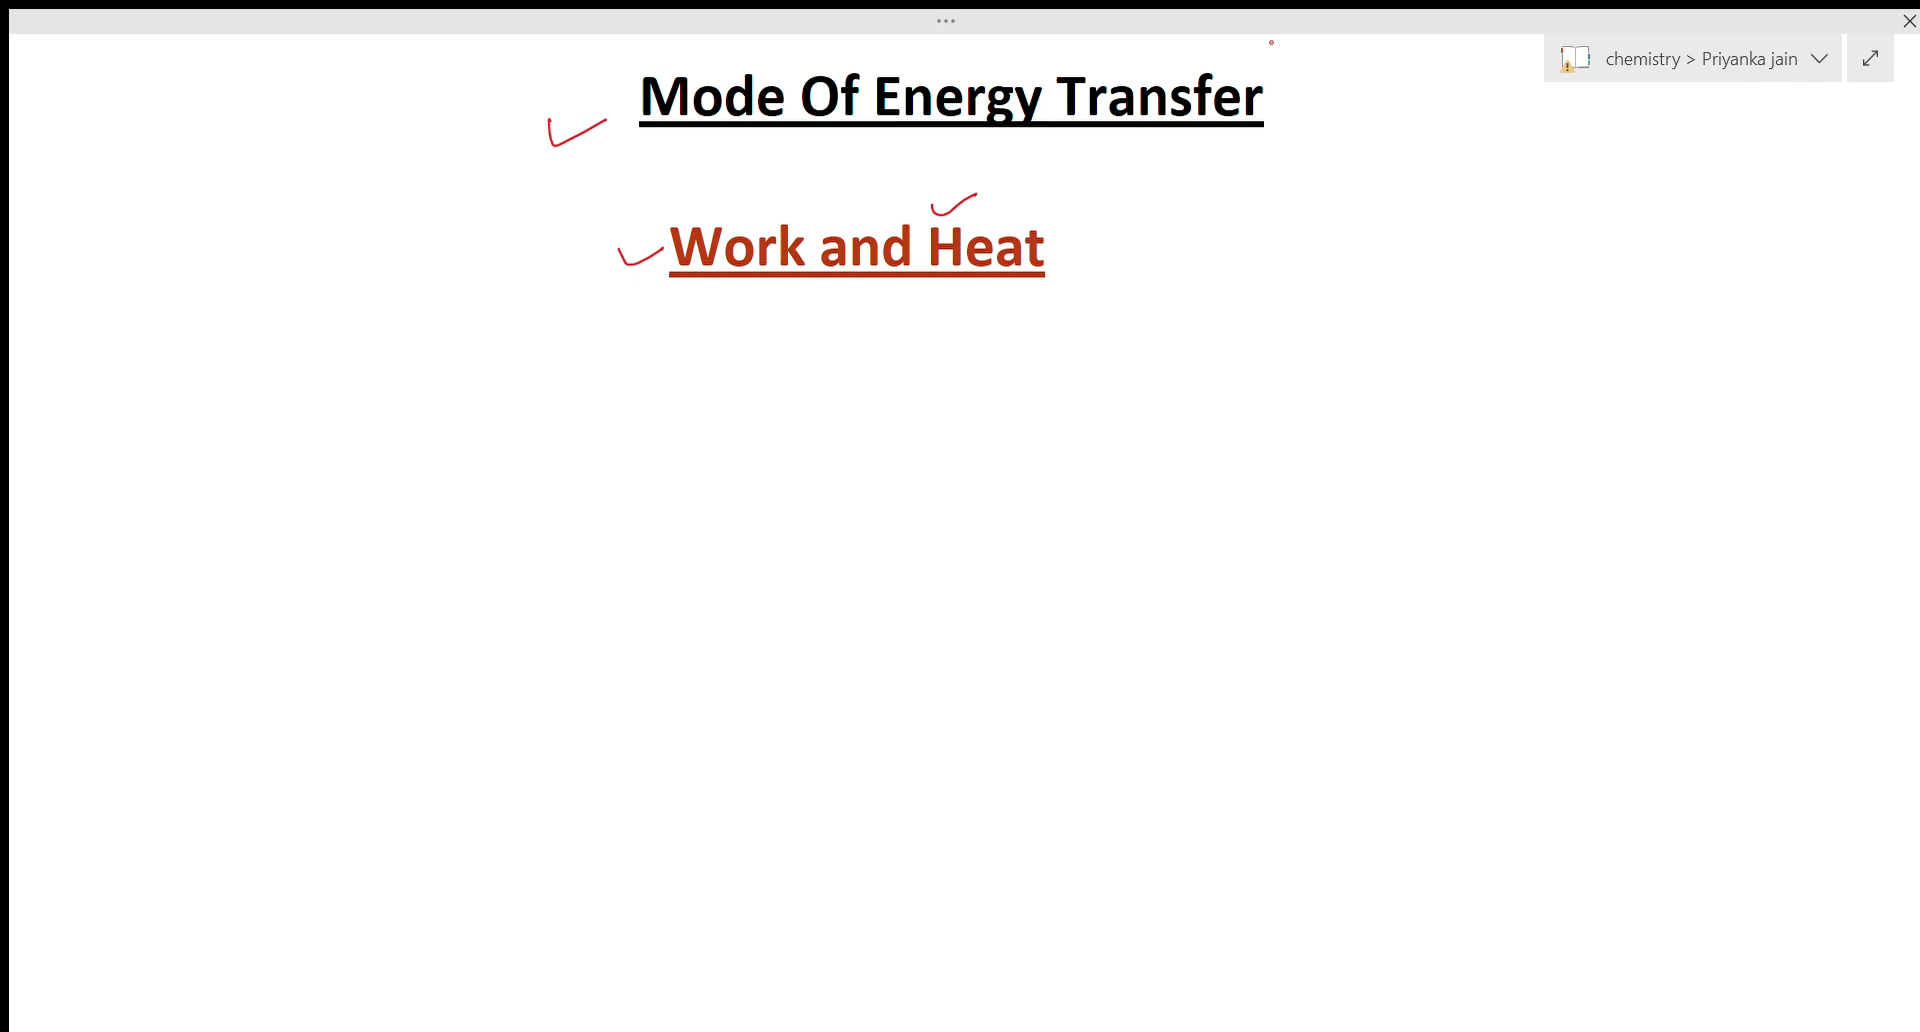 chemistry > Priyanka jain
Mode Of Energy Transfer
Work and Heat